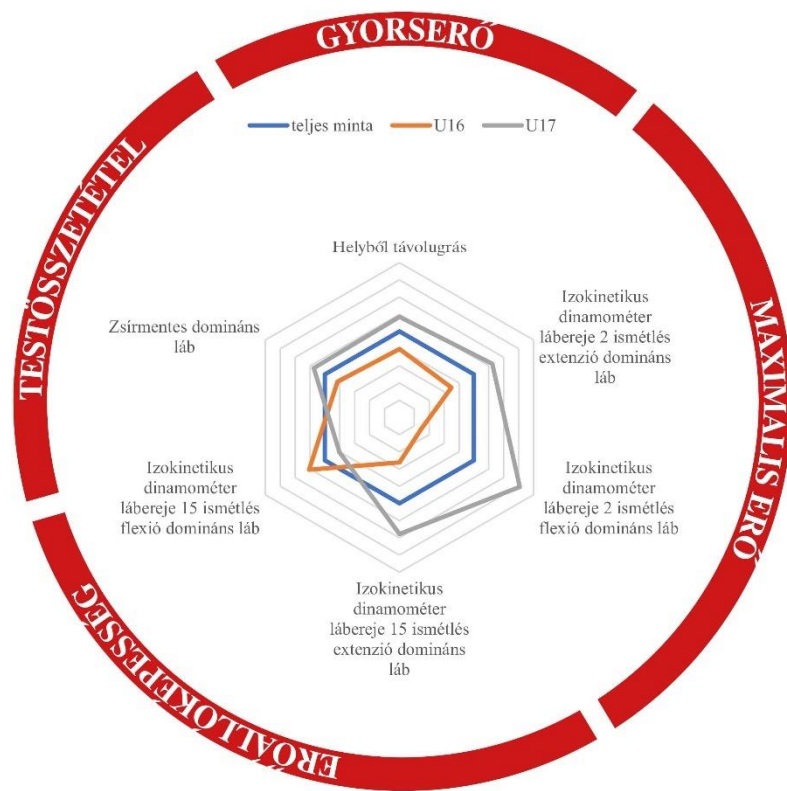 GYORSERŐ
TESTÖSSZETÉTEL
MAXIMÁLIS ERŐ
teljes minta U16 U17
Helyből távolugrás
Izokinetikus
dinamométer
lábereje 2 ismétlés
extenzió domináns
láb
Zsírmentes domináns
láb
Izokinetikus
dinamométer
lábereje 15 ismétlés
flexió domináns láb
Izokinetikus
dinamométer
lábereje 2 ismétlés
flexió domináns láb
Izokinetikus
dinamométer
lábereje 15 ismétlés
extenzió domináns
láb
ERŐÁLLÓKÉPESSÉG